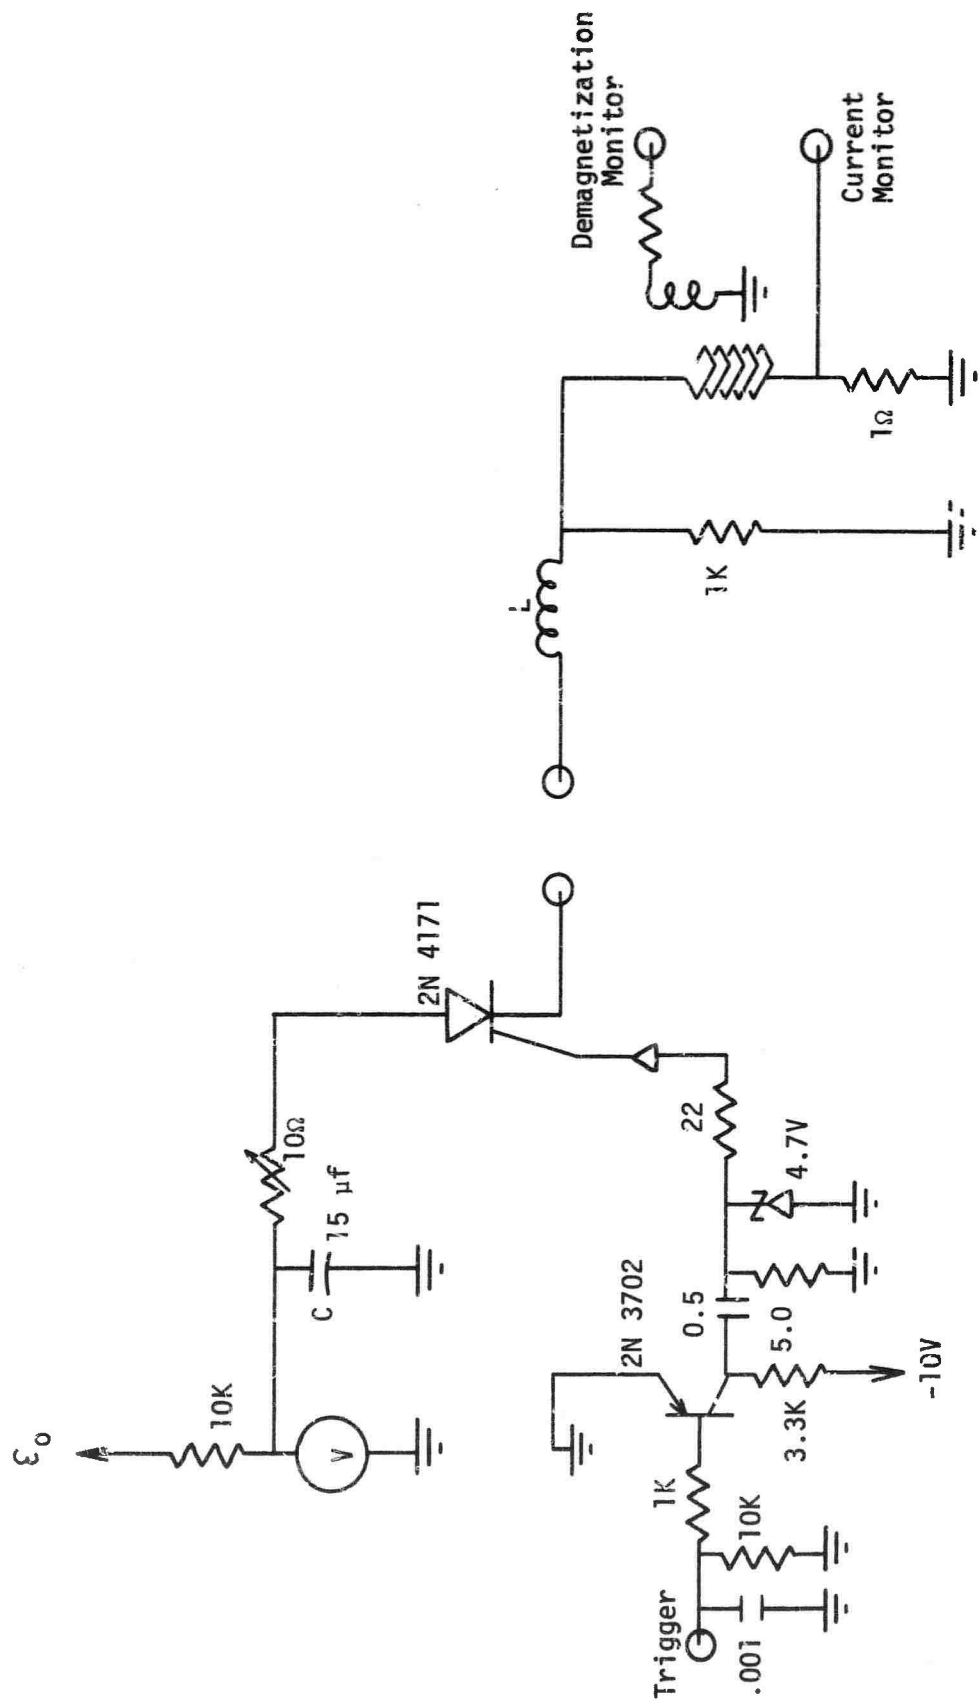 ε₀
10K
V
C
15 µf
10Ω
2N 4171
L
1K
1Ω
Demagnetization
Monitor
Current
Monitor
Trigger
.001
10K
1K
2N 3702
3.3K
-10V
0.5
5.0
4.7V
22